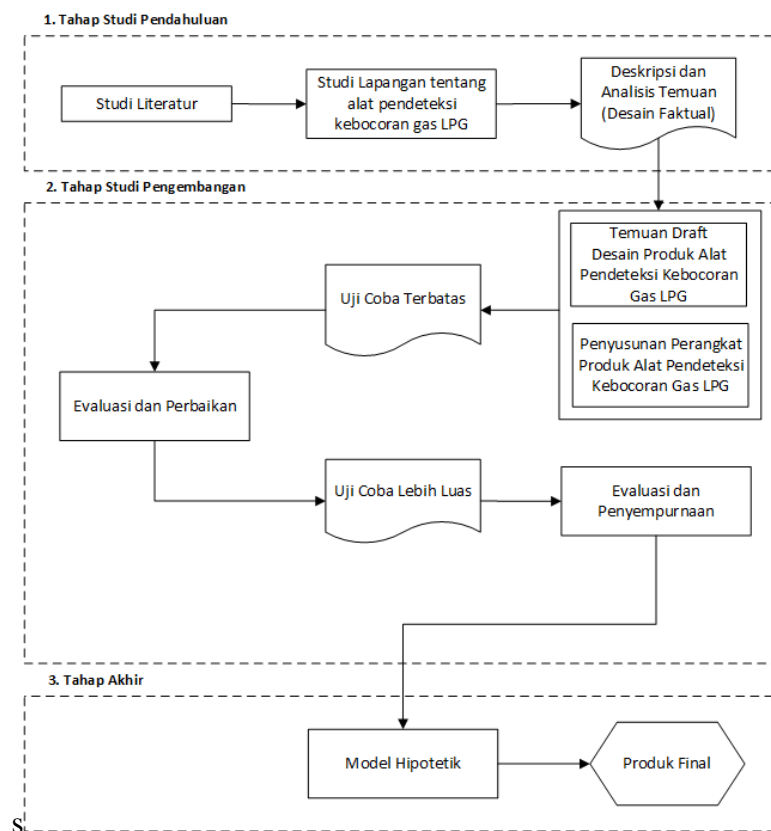 1. Tahap Studi Pendahuluan
Studi Literatur
Studi Lapangan tentang
alat pendeteksi
kebocoran gas LPG
Deskripsi dan
Analisis Temuan
(Desain Faktual)
2. Tahap Studi Pengembangan
Temuan Draft
Desain Produk Alat
Pendeteksi Kebocoran
Gas LPG
Penyusunan Perangkat
Produk Alat Pendeteksi
Kebocoran Gas LPG
Uji Coba Terbatas
Evaluasi dan Perbaikan
Uji Coba Lebih Luas
Evaluasi dan
Penyempurnaan
3. Tahap Akhir
Model Hipotetik
Produk Final
S